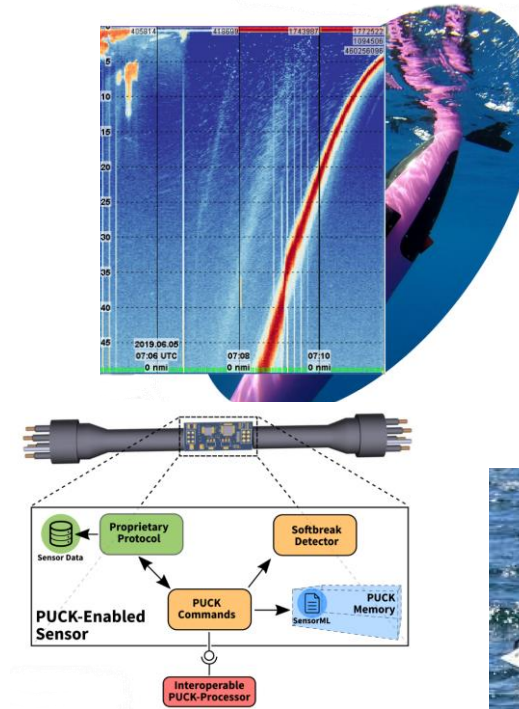 405814
418699
1743987
1772522
1094506
460256096
5
10
15
20
25
30
35
40
45
2019.06.05
07:06 UTC
0 nmi
07:08
0 nmi
07:10
0 nmi
Sensor Data
Proprietary
Protocol
Softbreak
Detector
PUCK
Commands
SensorML
PUCK
Memory
PUCK-Enabled
Sensor
Interoperable
PUCK-Processor